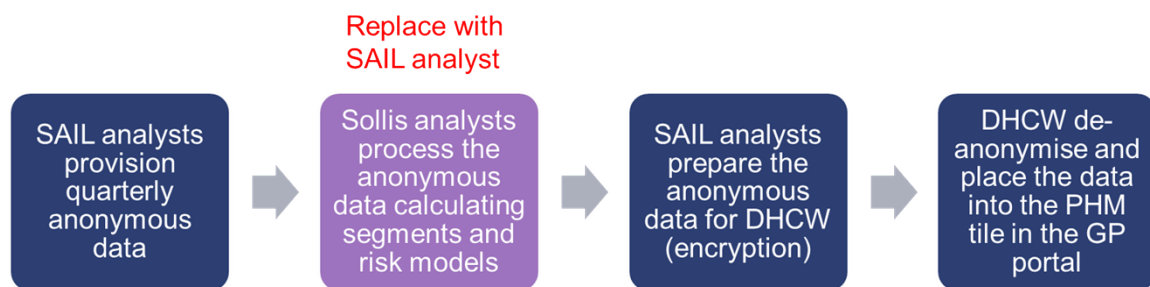 Replace with
SAIL analyst
SAIL analysts
provision
quarterly
anonymous
data
Sollis analysts
process the
anonymous
data calculating
segments and
risk models
SAIL analysts
prepare the
anonymous
data for DHCW
(encryption)
DHCW de-
anonymise and
place the data
into the PHM
tile in the GP
portal